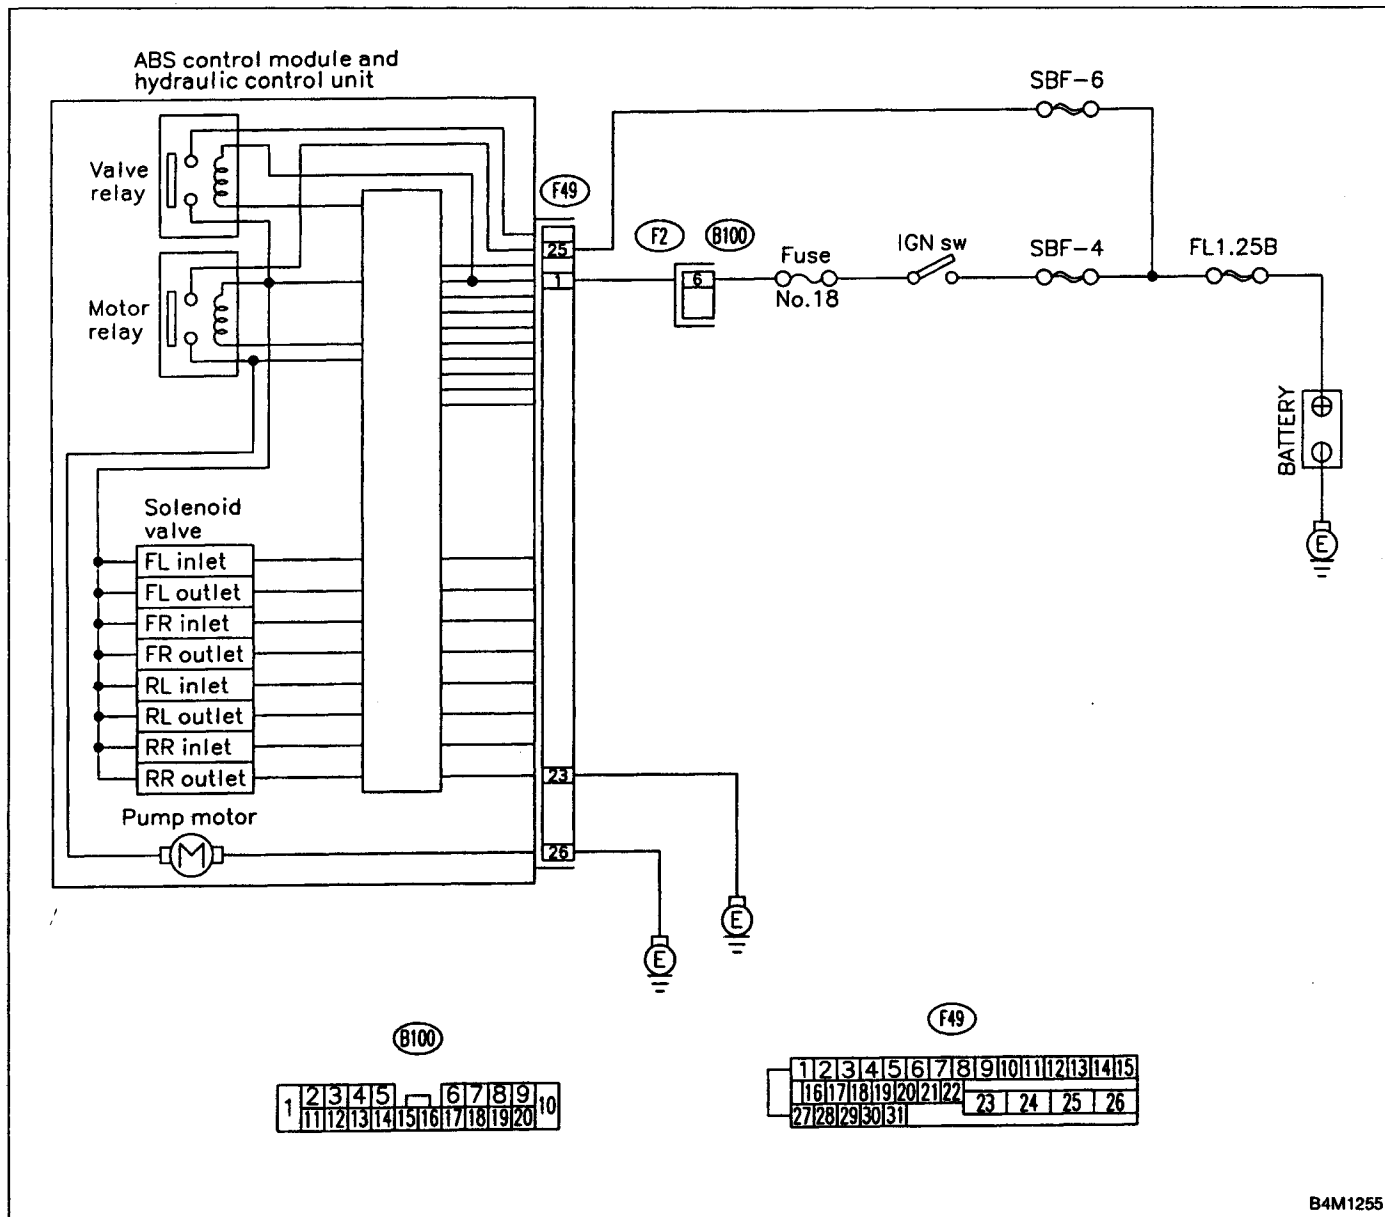 ABS control module and
hydraulic control unit
SBF-6
Valve
relay
F49
25
F2
B100
1
6
Fuse
No.18
IGN sw
SBF-4
FL1.25B
Motor
relay
BATTERY
E
Solenoid
valve
FL inlet
FL outlet
FR inlet
FR outlet
RL inlet
RL outlet
RR inlet
RR outlet
23
Pump motor
M
26
E
E
B100
1 2 3 4 5 6 7 8 9 10
11 12 13 14 15 16 17 18 19 20
F49
1 2 3 4 5 6 7 8 9 10 11 12 13 14 15
16 17 18 19 20 21 22 23 24 25 26
27 28 29 30 31
B4M1255